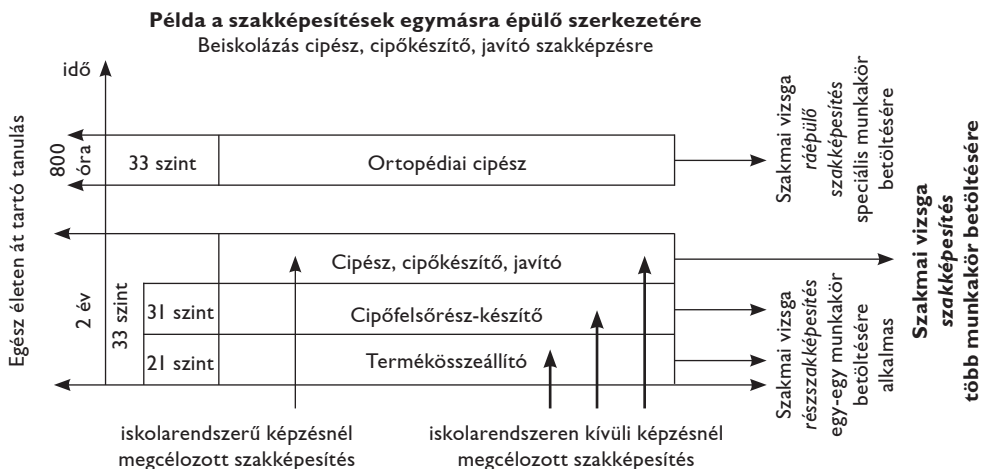 Példa a szakképesítések egymásra épülő szerkezetére
Beiskolázás cipész, cipőkészítő, javító szakképzésre
idő
Egész életen át tartó tanulás
800
óra
33 szint
Ortopédiai cipész
Szakmai vizsga
ráépülő
szakképesítés
speciális munkakör
betöltésére
2 év
33 szint
Cipész, cipőkészítő, javító
31 szint
Cipőfelsőrész-készítő
21 szint
Termékösszeállító
Szakmai vizsga
részszakképesítés
egy-egy munkakör
betöltésére
alkalmas
Szakmai vizsga
szakképesítés
több munkakör betöltésére
iskolarendszerű képzésnél
megcélozott szakképesítés
iskolarendszeren kívüli képzésnél
megcélozott szakképesítés